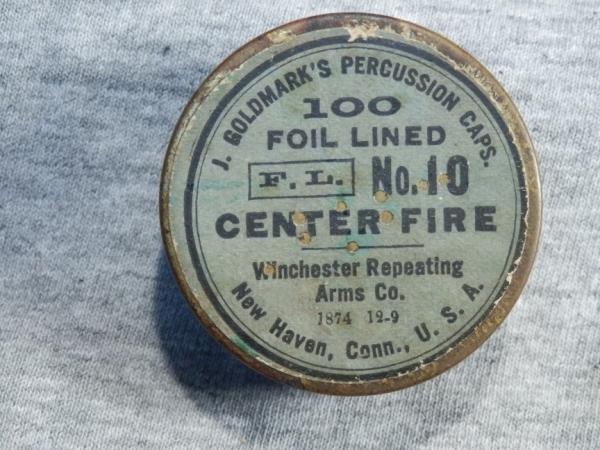 J. GOLDMARK'S PERCUSSION CAPS.
100
FOIL LINED
F. L. No. 10
CENTER FIRE
Winchester Repeating
Arms Co.
1874 12-9
New Haven, Conn., U. S. A.